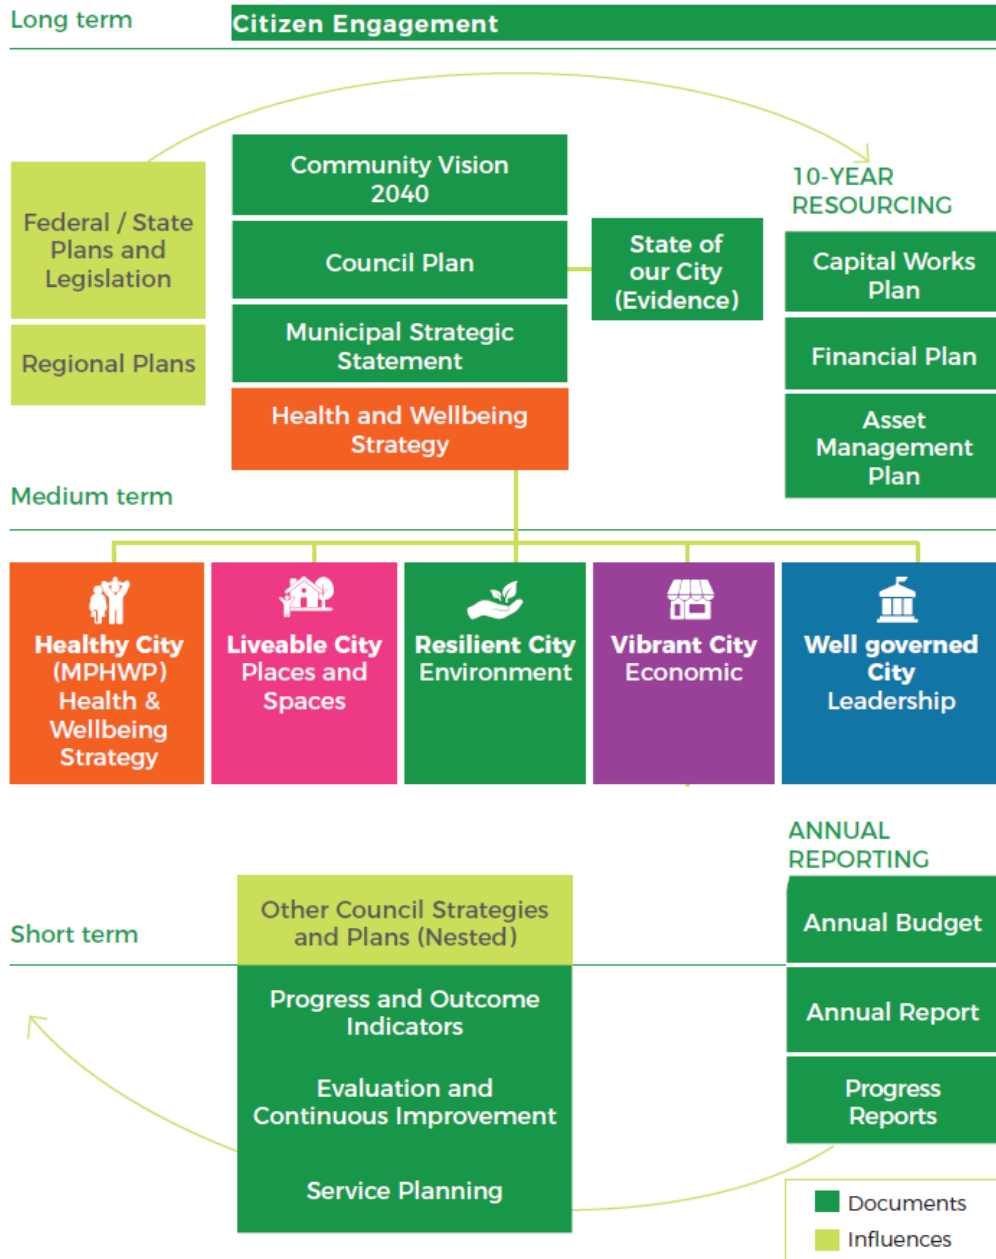 Long term
Citizen Engagement
Federal / State
Plans and
Legislation
Regional Plans
Community Vision
2040
Council Plan
Municipal Strategic
Statement
Health and Wellbeing
Strategy
State of
our City
(Evidence)
10-YEAR
RESOURCING
Capital Works
Plan
Financial Plan
Asset
Management
Plan
Medium term
Healthy City
(MPHWP)
Health &
Wellbeing
Strategy
Liveable City
Places and
Spaces
Resilient City
Environment
Vibrant City
Economic
Well governed
City
Leadership
Short term
Other Council Strategies
and Plans (Nested)
Progress and Outcome
Indicators
Evaluation and
Continuous Improvement
Service Planning
ANNUAL
REPORTING
Annual Budget
Annual Report
Progress
Reports
Documents
Influences